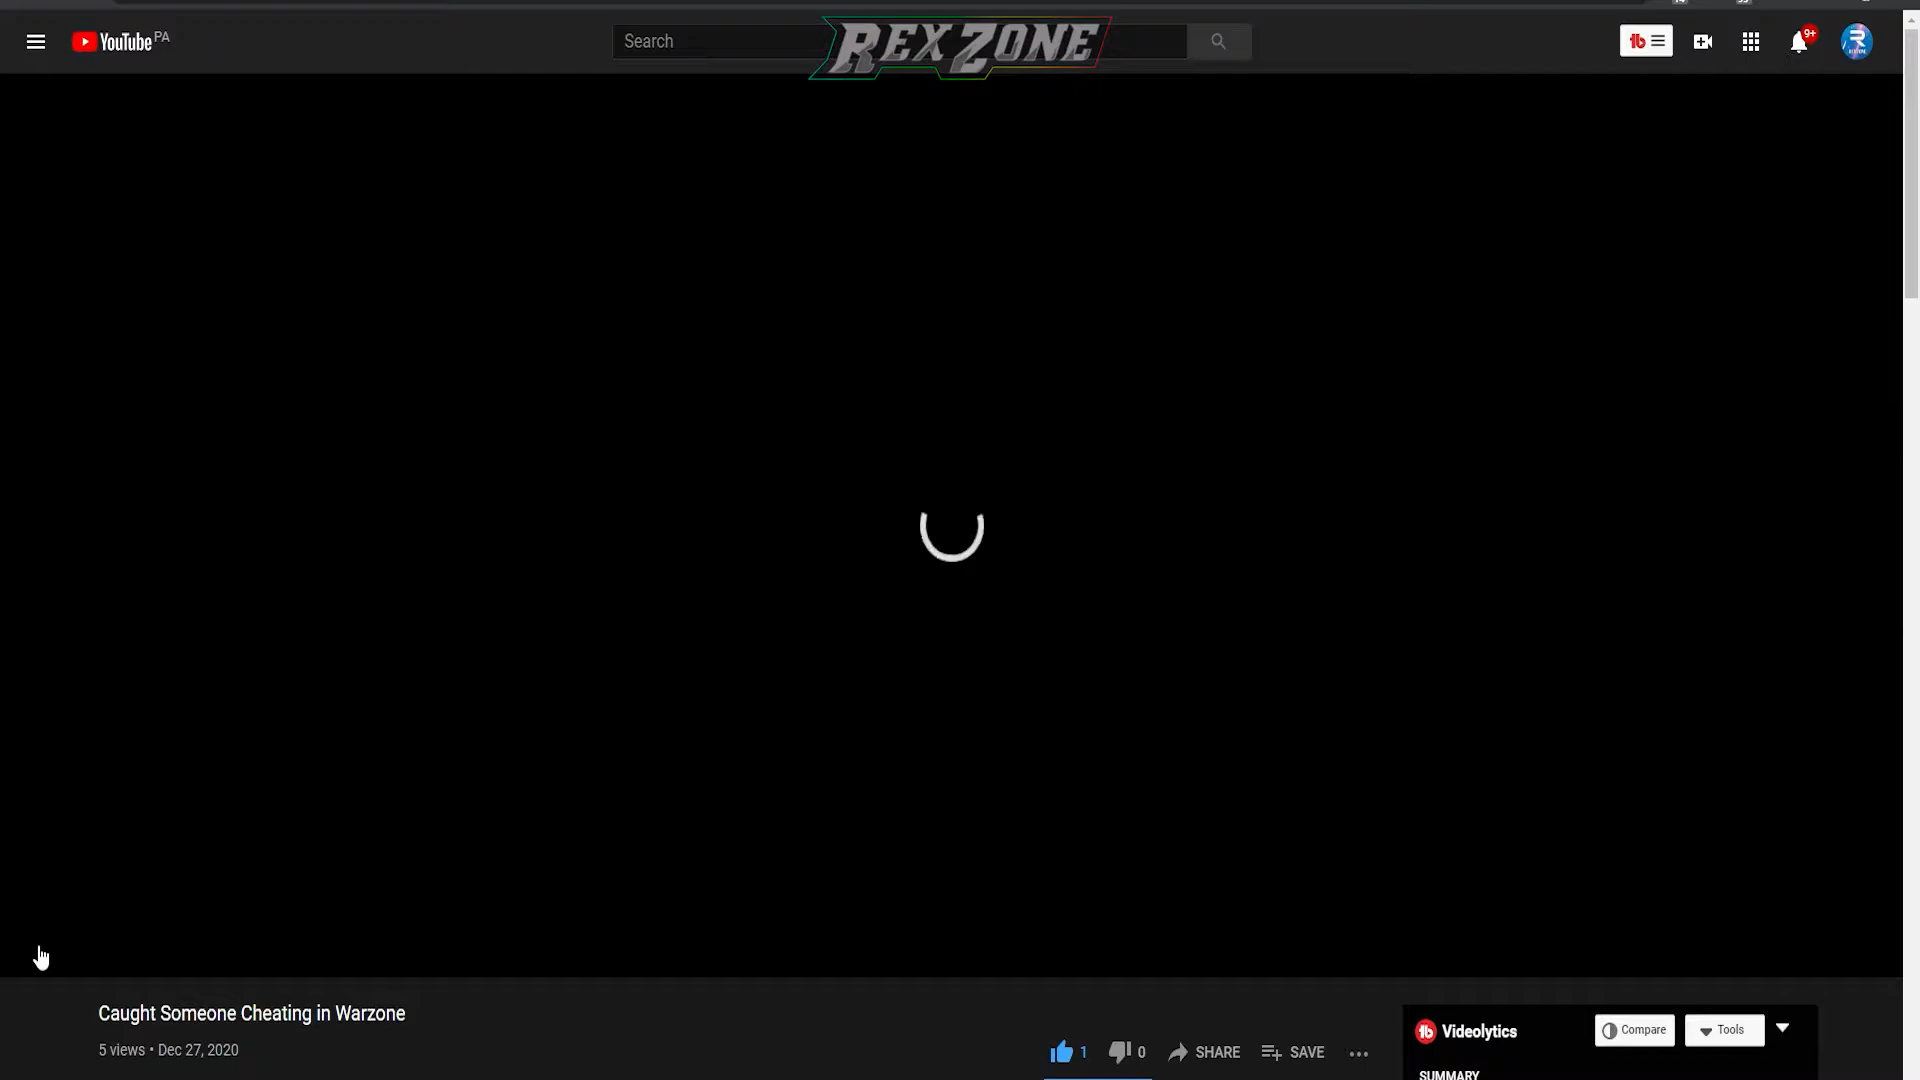 YouTube PA
Search
REX ZONE
9+
Caught Someone Cheating in Warzone
5 views • Dec 27, 2020
1
0
SHARE
SAVE
Videolytics
Compare
Tools
SUMMARY